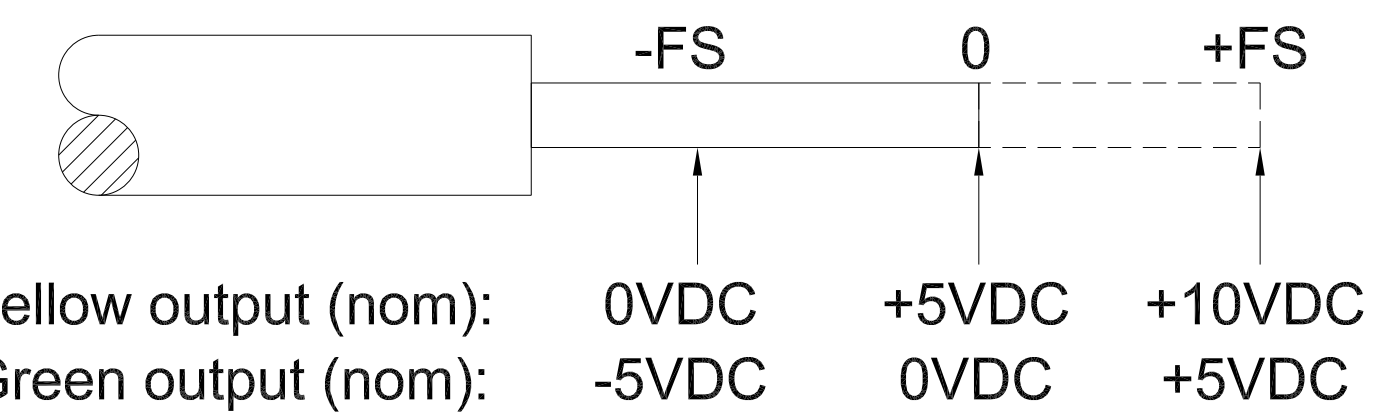 -FS 0 +FS
ellow output (nom): 0VDC +5VDC +10VDC
Green output (nom): -5VDC 0VDC +5VDC